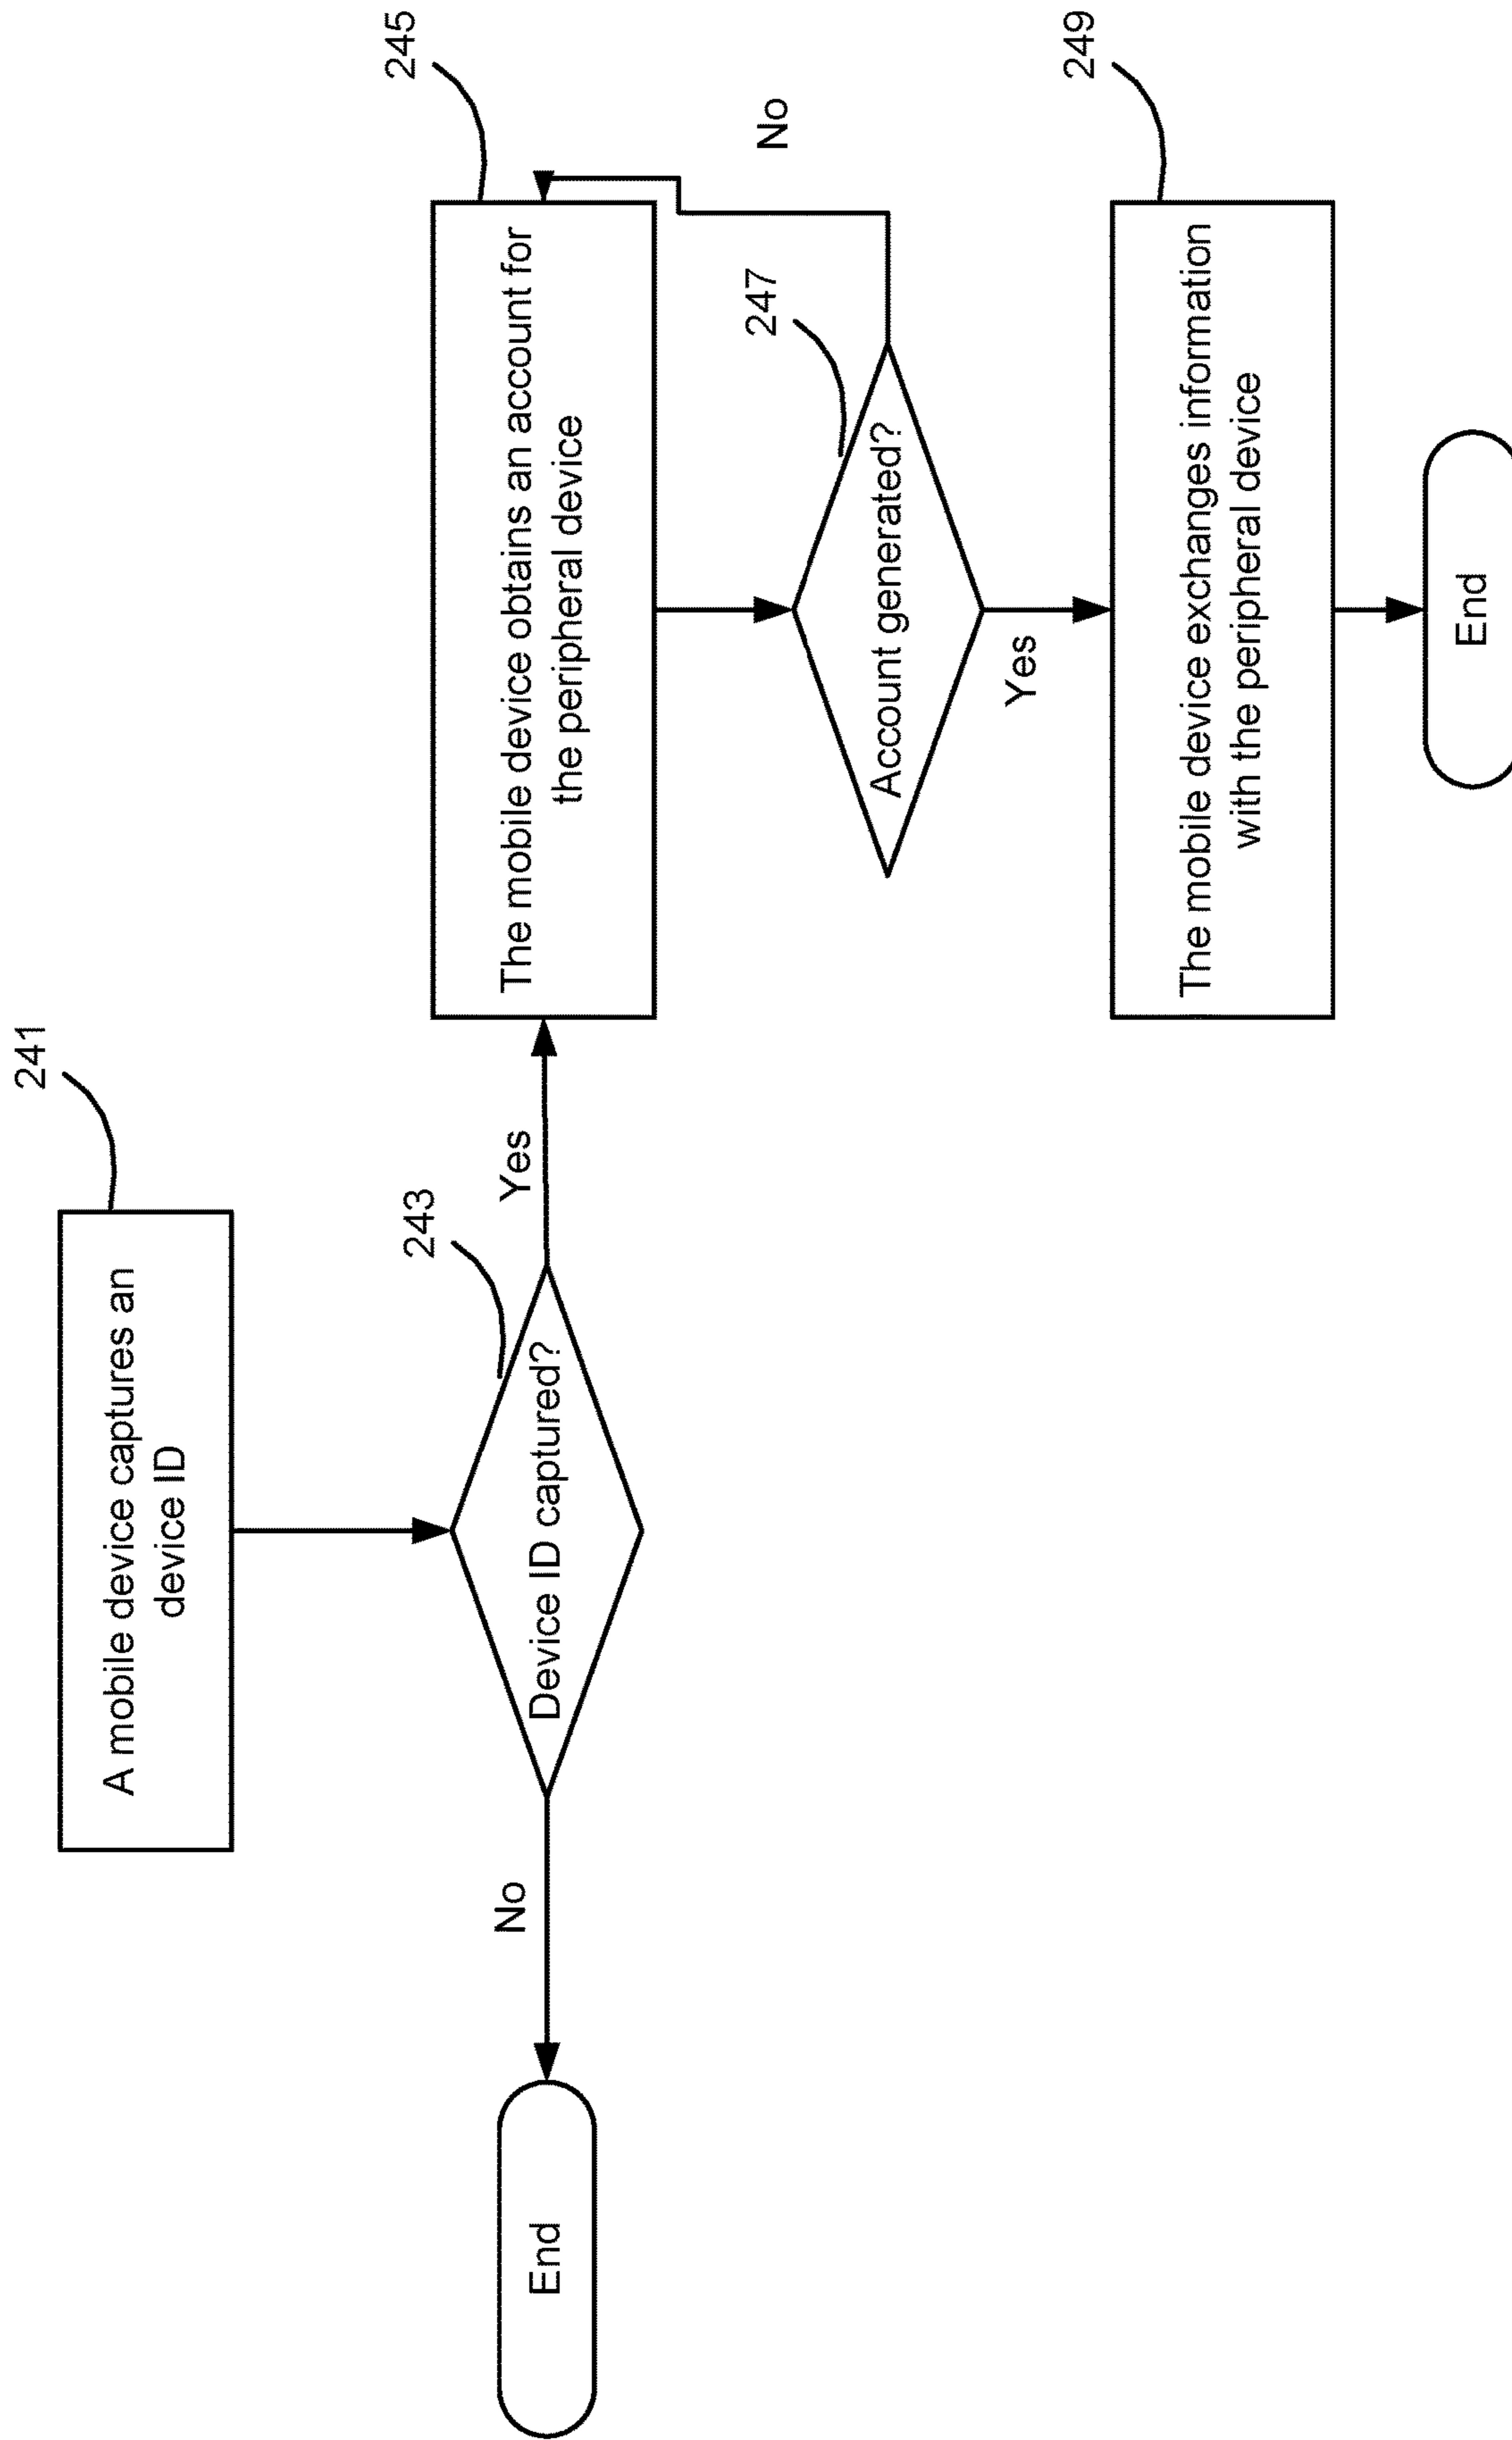 241
A mobile device captures an
device ID
243
Device ID captured?
No
End
Yes
245
The mobile device obtains an account for
the peripheral device
No
247
Account generated?
Yes
249
The mobile device exchanges information
with the peripheral device
End